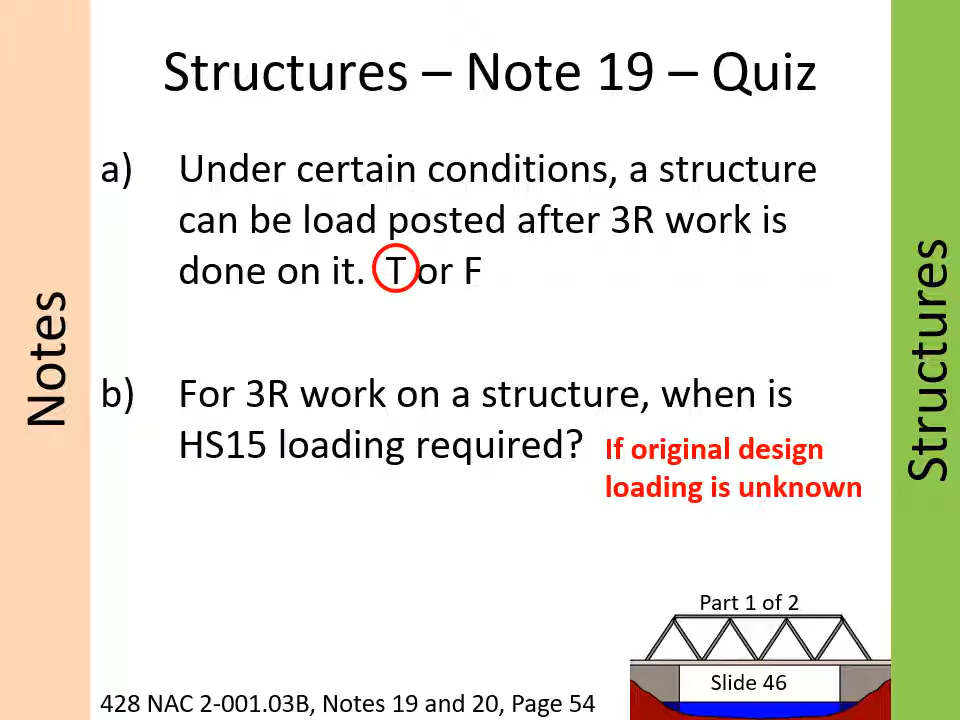 Structures – Note 19 – Quiz
a) Under certain conditions, a structure
can be load posted after 3R work is
done on it. T or F
b) For 3R work on a structure, when is
HS15 loading required?
If original design
loading is unknown
Notes
Structures
Part 1 of 2
Slide 46
428 NAC 2-001.03B, Notes 19 and 20, Page 54